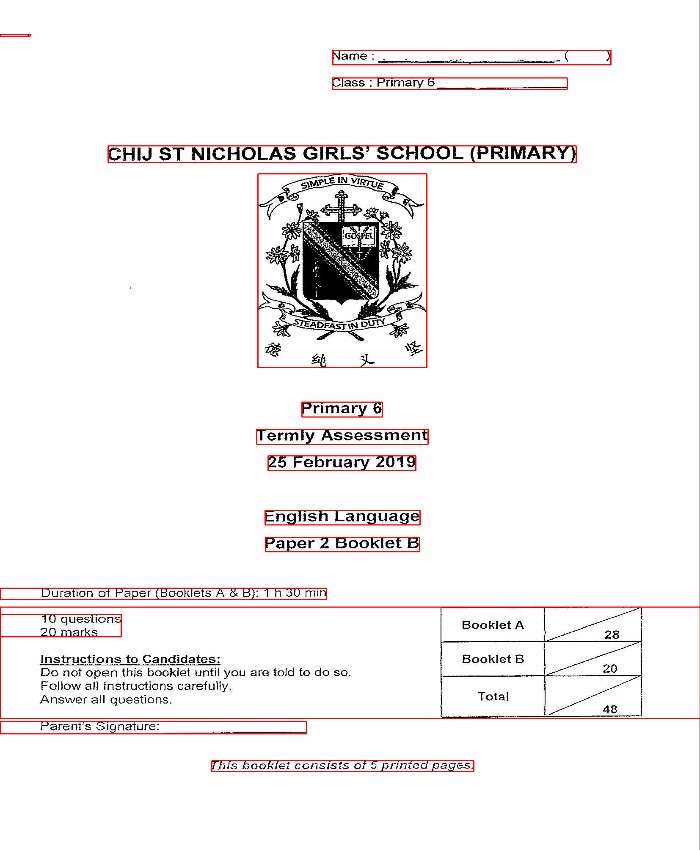 Name : ____________________ (      )
Class : Primary 6 ____________________
CHIJ ST NICHOLAS GIRLS' SCHOOL (PRIMARY)
SIMPLE IN VIRTUE
GOSPEL
STEADFAST IN DUTY
德 纯 义 坚
Primary 6
Termly Assessment
25 February 2019
English Language
Paper 2 Booklet B
Duration of Paper (Booklets A & B): 1 h 30 min
10 questions
20 marks
Booklet A 28
Instructions to Candidates:
Do not open this booklet until you are told to do so.
Follow all instructions carefully.
Answer all questions.
Booklet B 20
Total 48
Parent's Signature: ____________________
This booklet consists of 5 printed pages.